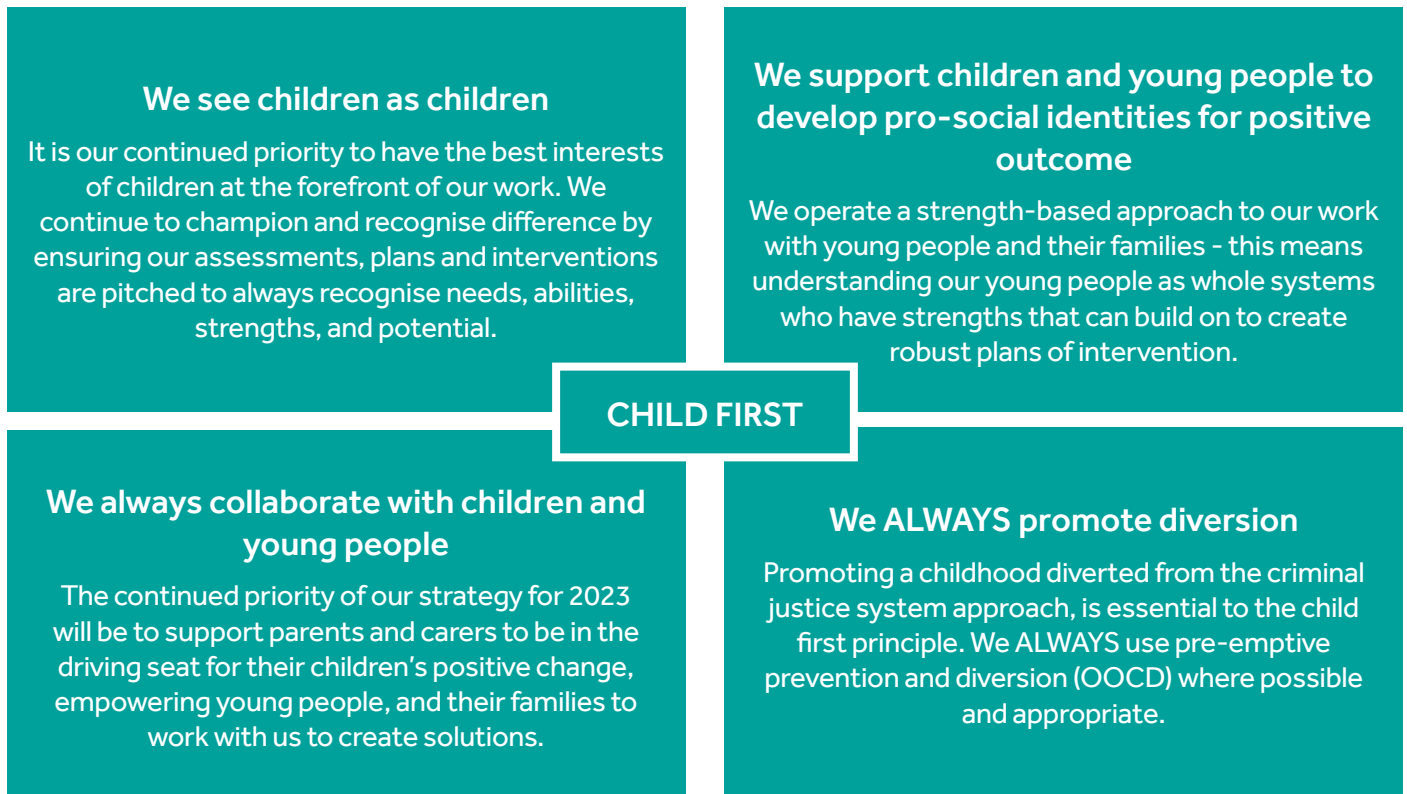 We see children as children
It is our continued priority to have the best interests
of children at the forefront of our work. We
continue to champion and recognise difference by
ensuring our assessments, plans and interventions
are pitched to always recognise needs, abilities,
strengths, and potential.
We support children and young people to
develop pro-social identities for positive
outcome
We operate a strength-based approach to our work
with young people and their families - this means
understanding our young people as whole systems
who have strengths that can build on to create
robust plans of intervention.
CHILD FIRST
We always collaborate with children and
young people
The continued priority of our strategy for 2023
will be to support parents and carers to be in the
driving seat for their children's positive change,
empowering young people, and their families to
work with us to create solutions.
We ALWAYS promote diversion
Promoting a childhood diverted from the criminal
justice system approach, is essential to the child
first principle. We ALWAYS use pre-emptive
prevention and diversion (OOCD) where possible
and appropriate.